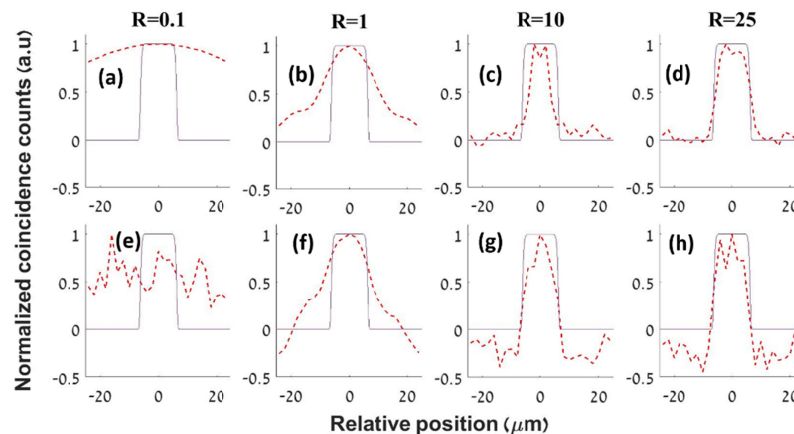 R=0.1 R=1 R=10 R=25
Normalized coincidence counts (a.u)
1 1 1 1
(a) (b) (c) (d)
0.5 0.5 0.5 0.5
0 0 0 0
-0.5 -0.5 -0.5 -0.5
-20 0 20 -20 0 20 -20 0 20 -20 0 20
(e) (f) (g) (h)
1 1 1 1
0.5 0.5 0.5 0.5
0 0 0 0
-0.5 -0.5 -0.5 -0.5
-20 0 20 -20 0 20 -20 0 20 -20 0 20
Relative position (μm)